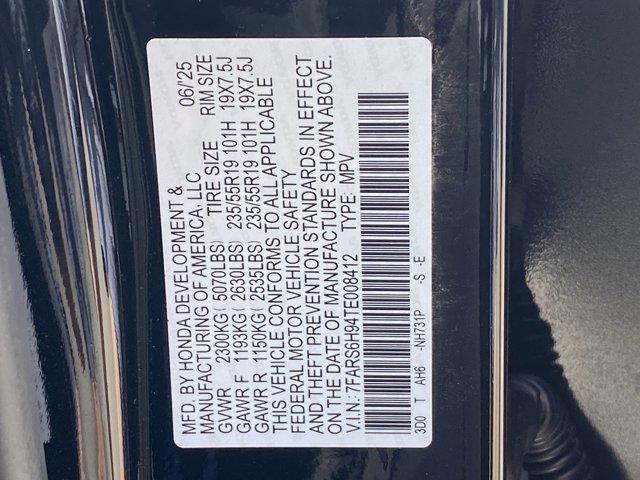 MFD. BY HONDA DEVELOPMENT & 06/25
MANUFACTURING OF AMERICA, LLC
TIRE SIZE RIM SIZE
GVWR 2300KG( 5070LBS) 235/55R19 101H 19X7.5J
GAWR F 1193KG( 2630LBS) 235/55R19 101H 19X7.5J
GAWR R 1150KG( 2535LBS)
THIS VEHICLE CONFORMS TO ALL APPLICABLE
FEDERAL MOTOR VEHICLE SAFETY
AND THEFT PREVENTION STANDARDS IN EFFECT
ON THE DATE OF MANUFACTURE SHOWN ABOVE.
V.I.N.: 7FARS6H94TE008412 TYPE: MPV
3D0 T AH6 -NH731P -S -E